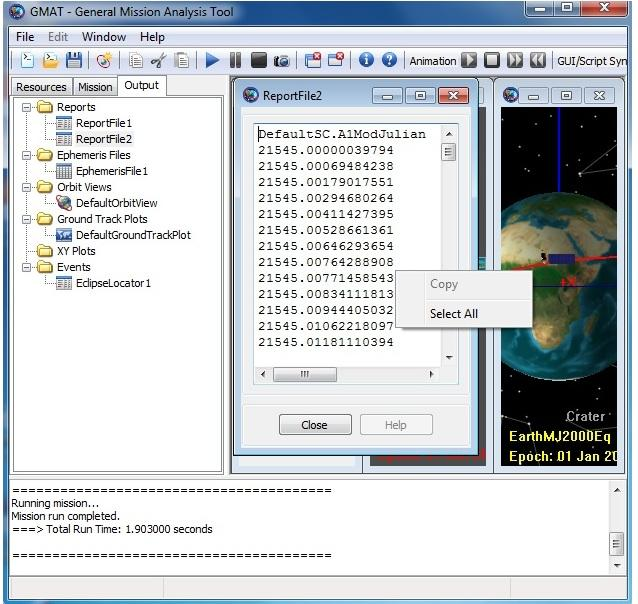 GMAT - General Mission Analysis Tool
File Edit Window Help
Animation GUI/Script Syn
Resources Mission Output
Reports
ReportFile1
ReportFile2
Ephemeris Files
EphemerisFile1
Orbit Views
DefaultOrbitView
Ground Track Plots
DefaultGroundTrackPlot
XY Plots
Events
EclipseLocator1
ReportFile2
DefaultSC.A1ModJulian
21545.00000039794
21545.00069484238
21545.00179017551
21545.00294680264
21545.00411427395
21545.00528661361
21545.00646293654
21545.00764288908
21545.00771458543
21545.00834111813
21545.00944405032
21545.01062218097
21545.01181110394
Copy
Select All
Close Help
Crater
EarthMJ2000Eq
Epoch: 01 Jan 20
========================================
Running mission...
Mission run completed.
===> Total Run Time: 1.903000 seconds
========================================